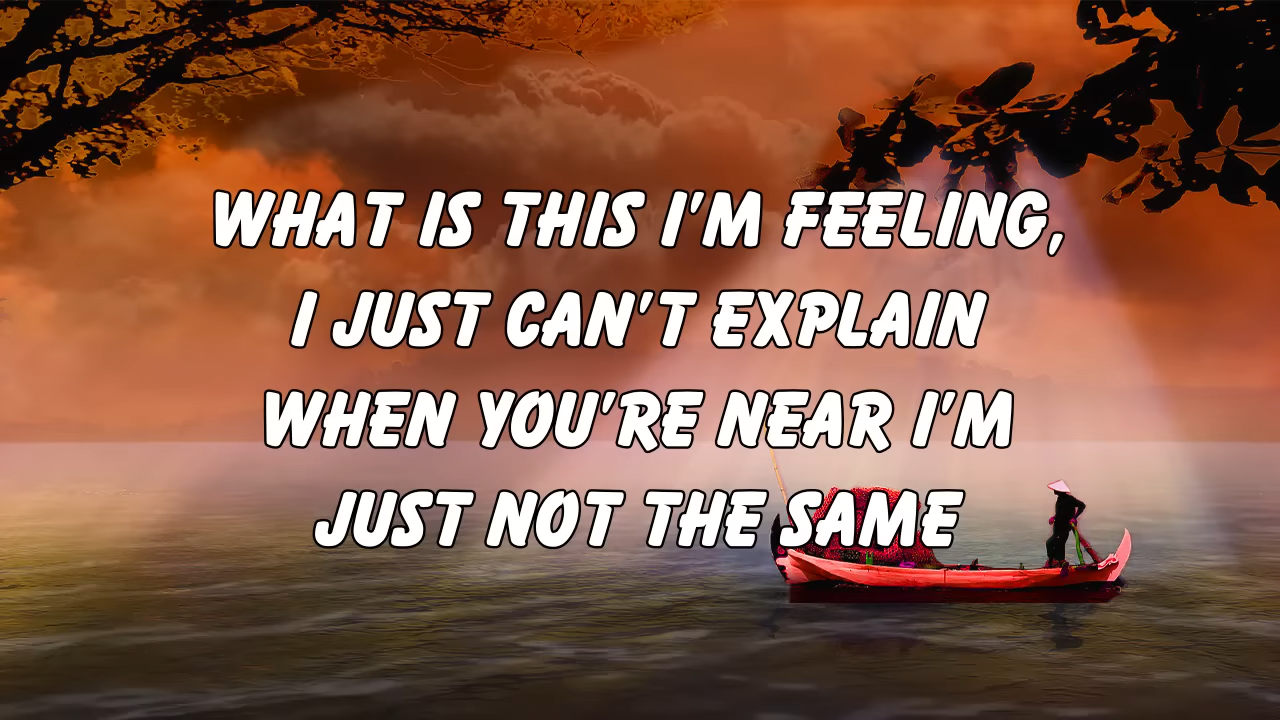 WHAT IS THIS I'M FEELING,
I JUST CAN'T EXPLAIN
WHEN YOU'RE NEAR I'M
JUST NOT THE SAME